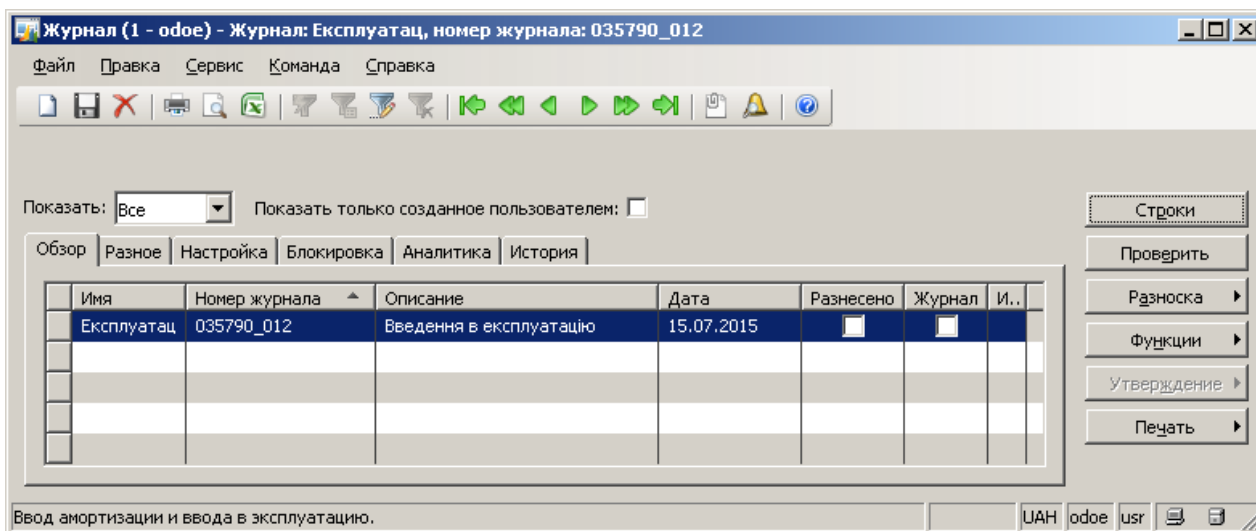 Журнал (1 - odoe) - Журнал: Експлуатац, номер журнала: 035790_012
Файл Правка Сервис Команда Справка
Показать: Все Показать только созданное пользователем:
Строки
Обзор Разное Настройка Блокировка Аналитика История
Проверить
Имя Номер журнала Описание Дата Разнесено Журнал И..
Разноска
Експлуатац 035790_012 Введення в експлуатацію 15.07.2015
Функции
Утверждение
Печать
Ввод амортизации и ввода в эксплуатацию. UAH odoe usr